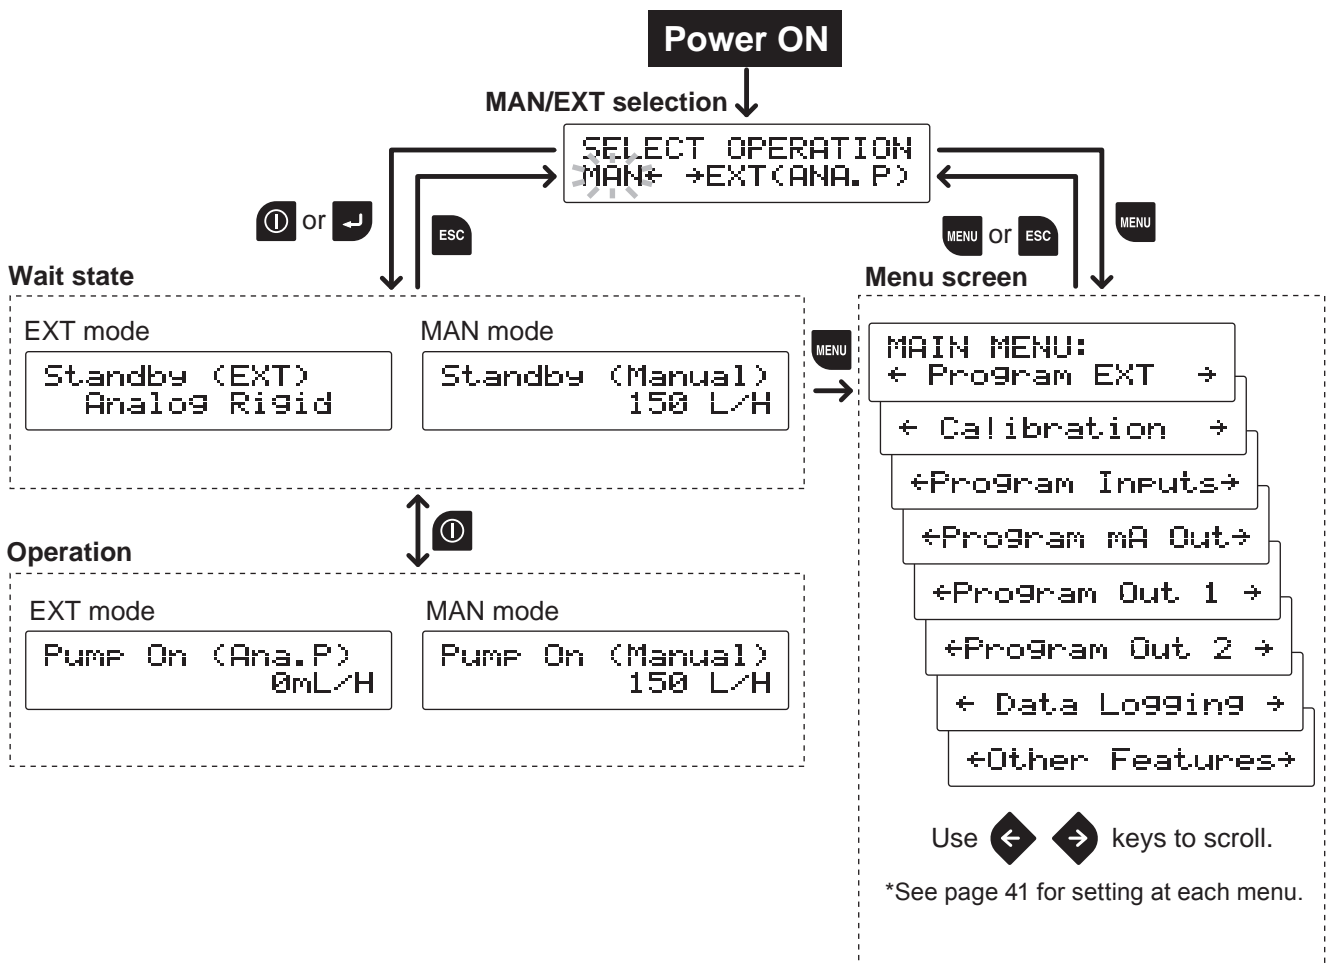 Power ON
MAN/EXT selection
SELECT OPERATION
MAN← →EXT(ANA.P)
or
ESC
MENU or ESC
MENU
Wait state
EXT mode
Standby (EXT)
Analog Rigid
MAN mode
Standby (Manual)
150 L/H
MENU
Menu screen
MAIN MENU:
← Program EXT →
← Calibration →
←Program Inputs→
←Program mA Out→
←Program Out 1 →
←Program Out 2 →
← Data Logging →
←Other Features→
Use ← → keys to scroll.
*See page 41 for setting at each menu.
Operation
EXT mode
Pump On (Ana.P)
0mL/H
MAN mode
Pump On (Manual)
150 L/H